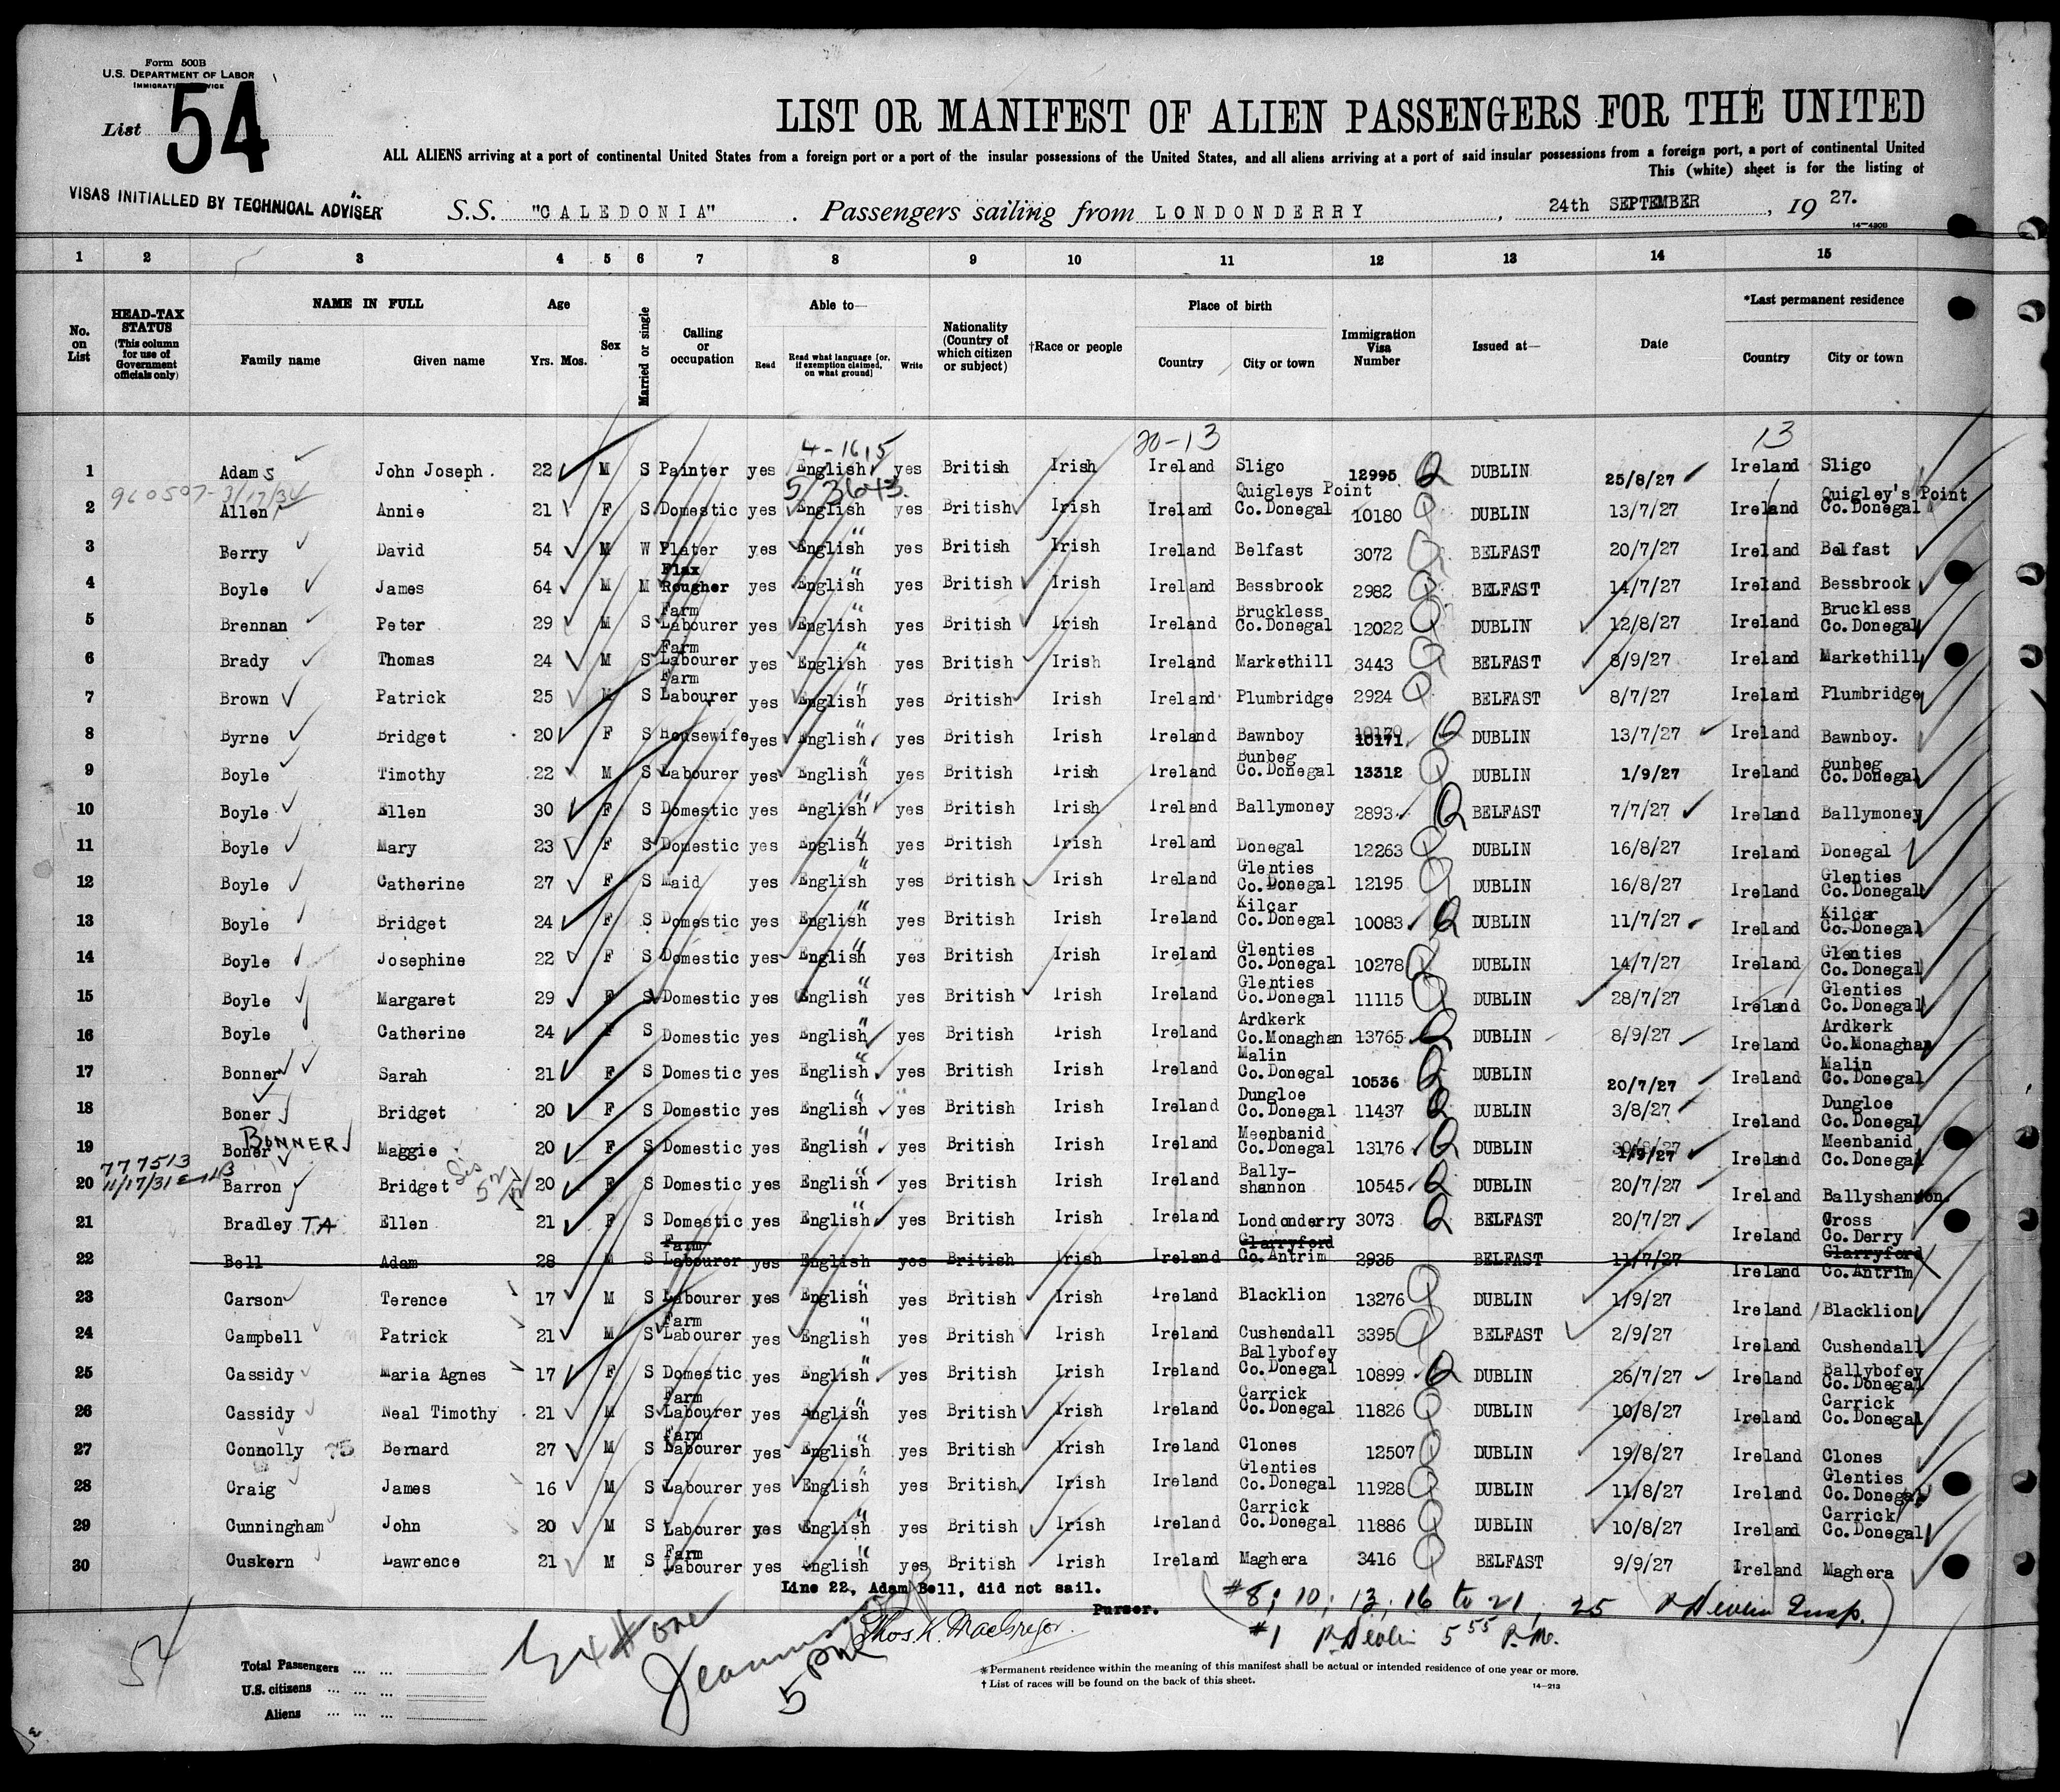 Form 500B
U.S. DEPARTMENT OF LABOR
List 54
LIST OR MANIFEST OF ALIEN PASSENGERS FOR THE UNITED
ALL ALIENS arriving at a port of continental United States from a foreign port or a port of the insular possessions of the United States, and all aliens arriving at a port of said insular possessions from a foreign port, a port of continental United
This (white) sheet is for the listing of
VISAS INITIALLED BY TECHNICAL ADVISER
S.S. "CALEDONIA" . Passengers sailing from LONDONDERRY , 24th SEPTEMBER , 19 27.
1 2 3 4 5 6 7 8 9 10 11 12 13 14 15
No. on List
HEAD-TAX STATUS (This column for use of Government officials only)
NAME IN FULL
Family name Given name
Age
Yrs. Mos.
Sex
Married or single
Calling or occupation
Able to—
Read Read what language [or, if exemption claimed, on what ground] Write
Nationality (Country of which citizen or subject)
†Race or people
Place of birth
Country City or town
Immigration Visa Number
Issued at—
Date
*Last permanent residence
Country City or town
20-13 13
1 Adams John Joseph. 22 M S Painter yes English yes British Irish Ireland Sligo 12995 DUBLIN 25/8/27 Ireland Sligo
2 Allen Annie 21 F S Domestic yes English yes British Irish Ireland Quigleys Point Co.Donegal 10180 DUBLIN 13/7/27 Ireland Quigley's Point Co.Donegal
3 Berry David 54 M W Plater yes English yes British Irish Ireland Belfast 3072 BELFAST 20/7/27 Ireland Belfast
4 Boyle James 64 M M Flax Rougher yes English yes British Irish Ireland Bessbrook 2982 BELFAST 14/7/27 Ireland Bessbrook
5 Brennan Peter 29 M S Farm Labourer yes English yes British Irish Ireland Bruckless Co.Donegal 12022 DUBLIN 12/8/27 Ireland Bruckless Co.Donegal
6 Brady Thomas 24 M S Farm Labourer yes English yes British Irish Ireland Markethill 3443 BELFAST 8/9/27 Ireland Markethill
7 Brown Patrick 25 M S Farm Labourer yes English yes British Irish Ireland Plumbridge 2924 BELFAST 8/7/27 Ireland Plumbridge
8 Byrne Bridget 20 F S Housewife yes English yes British Irish Ireland Bawnboy 10171. DUBLIN 13/7/27 Ireland Bawnboy.
9 Boyle Timothy 22 M S Labourer yes English yes British Irish Ireland Bunbeg Co.Donegal 13312 DUBLIN 1/9/27 Ireland Bunbeg Co.Donegal
10 Boyle Ellen 30 F S Domestic yes English yes British Irish Ireland Ballymoney 2893 BELFAST 7/7/27 Ireland Ballymoney
11 Boyle Mary 23 F S Domestic yes English yes British Irish Ireland Donegal 12263 DUBLIN 16/8/27 Ireland Donegal
12 Boyle Catherine 27 F S Maid yes English yes British Irish Ireland Glenties Co.Donegal 12195 DUBLIN 16/8/27 Ireland Glenties Co.Donegal
13 Boyle Bridget 24 F S Domestic yes English yes British Irish Ireland Kilcar Co.Donegal 10083 DUBLIN 11/7/27 Ireland Kilcar Co.Donegal
14 Boyle Josephine 22 F S Domestic yes English yes British Irish Ireland Glenties Co.Donegal 10278 DUBLIN 14/7/27 Ireland Glenties Co.Donegal
15 Boyle Margaret 29 F S Domestic yes English yes British Irish Ireland Glenties Co.Donegal 11115 DUBLIN 28/7/27 Ireland Glenties Co.Donegal
16 Boyle Catherine 24 F S Domestic yes English yes British Irish Ireland Ardkerk Co.Monaghan 13765 DUBLIN 8/9/27 Ireland Ardkerk Co.Monaghan
17 Bonner Sarah 21 F S Domestic yes English yes British Irish Ireland Malin Co.Donegal 10536 DUBLIN 20/7/27 Ireland Malin Co.Donegal
18 Boner Bridget 20 F S Domestic yes English yes British Irish Ireland Dungloe Co.Donegal 11437 DUBLIN 3/8/27 Ireland Dungloe Co.Donegal
BONNER
19 Boner Maggie 20 F S Domestic yes English yes British Irish Ireland Meenbanid Co.Donegal 13176 DUBLIN 1/9/27 Ireland Meenbanid Co.Donegal
777513
11/17/31
20 Barron Bridget 20 F S Domestic yes English yes British Irish Ireland Bally-shannon 10545 DUBLIN 20/7/27 Ireland Ballyshannon.
21 Bradley TA Ellen 21 F S Domestic yes English yes British Irish Ireland Londonderry 3073 BELFAST 20/7/27 Ireland Cross Co.Derry
22 Bell Adam 28 M S Farm Labourer yes English yes British Irish Ireland Glarryford Co.Antrim 2935 BELFAST 11/7/27 Ireland Glarryford Co.Antrim
23 Carson Terence 17 M S Labourer yes English yes British Irish Ireland Blacklion 13276 DUBLIN 1/9/27 Ireland Blacklion
24 Campbell Patrick 21 M S Farm Labourer yes English yes British Irish Ireland Cushendall 3395 BELFAST 2/9/27 Ireland Cushendall
25 Cassidy Maria Agnes 17 F S Domestic yes English yes British Irish Ireland Ballybofey Co.Donegal 10899 DUBLIN 26/7/27 Ireland Ballybofey Co.Donegal
26 Cassidy Neal Timothy 21 M S Farm Labourer yes English yes British Irish Ireland Carrick Co.Donegal 11826 DUBLIN 10/8/27 Ireland Carrick Co.Donegal
27 Connolly Bernard 27 M S Farm Labourer yes English yes British Irish Ireland Clones 12507 DUBLIN 19/8/27 Ireland Clones
28 Craig James 16 M S Labourer yes English yes British Irish Ireland Glenties Co.Donegal 11928 DUBLIN 11/8/27 Ireland Glenties Co.Donegal
29 Cunningham John 20 M S Labourer yes English yes British Irish Ireland Carrick Co.Donegal 11886 DUBLIN 10/8/27 Ireland Carrick Co.Donegal
30 Cuskern Lawrence 21 M S Farm Labourer yes English yes British Irish Ireland Maghera 3416 BELFAST 9/9/27 Ireland Maghera
Line 22, Adam Bell, did not sail.
Purser.
Thos. K. MacGregor.
#8; 10; 13; 16 to 21, 25 P Devlin Insp.
#1 P. Devlin 5 55 P.M.
54
5 PM
Total Passengers ... ...
U.S. citizens ... ... ...
Aliens ... ... ...
*Permanent residence within the meaning of this manifest shall be actual or intended residence of one year or more.
† List of races will be found on the back of this sheet.
14—213